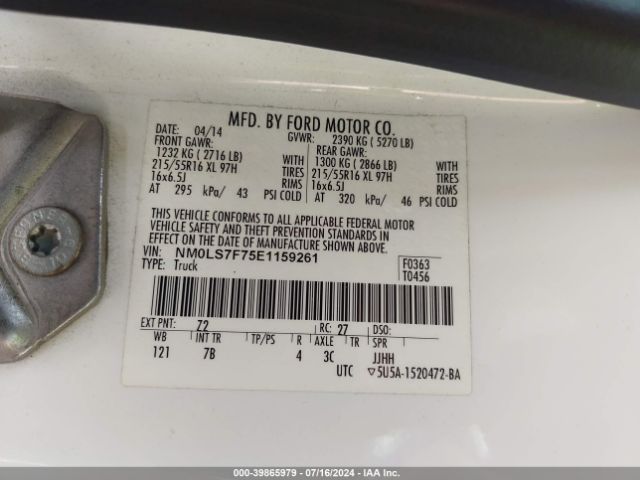 MFD. BY FORD MOTOR CO.
DATE: 04/14 GVWR: 2390 KG ( 5270 LB)
FRONT GAWR: REAR GAWR:
1232 KG ( 2716 LB) WITH 1300 KG ( 2866 LB) WITH
215/55R16 XL 97H TIRES 215/55R16 XL 97H TIRES
16x6.5J RIMS 16x6.5J RIMS
AT 295 kPa/ 43 PSI COLD AT 320 kPa/ 46 PSI COLD
THIS VEHICLE CONFORMS TO ALL APPLICABLE FEDERAL MOTOR
VEHICLE SAFETY AND THEFT PREVENTION STANDARDS IN
EFFECT ON THE DATE OF MANUFACTURE SHOWN ABOVE.
VIN: NM0LS7F75E1159261 F0363
TYPE: Truck T0456
EXT PNT: Z2 RC: 27 DSO:
WB INT TR TP/PS R AXLE TR SPR
121 7B 4 3C JJHH
UTC ▽5U5A-1520472-BA
CONNERS
STOCK #: 39865979 | 07/16/2024 - IAA Inc.